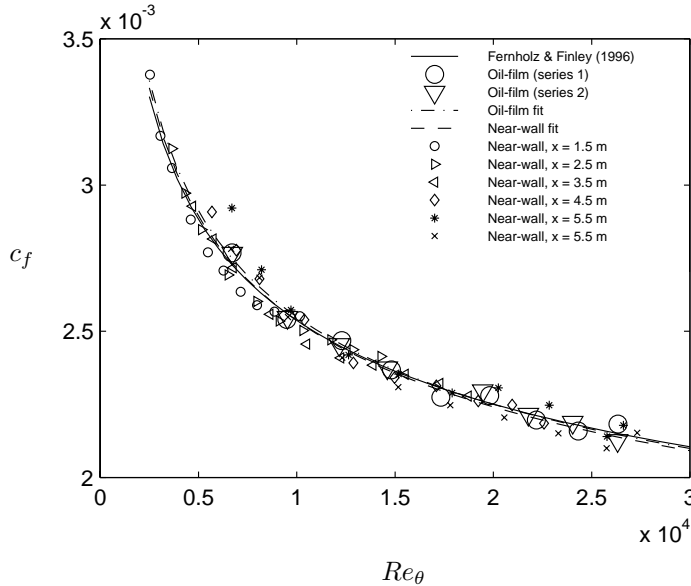 x 10⁻³
3.5
3
2.5
2
c_f
Fernholz & Finley (1996)
Oil-film (series 1)
Oil-film (series 2)
Oil-film fit
Near-wall fit
Near-wall, x = 1.5 m
Near-wall, x = 2.5 m
Near-wall, x = 3.5 m
Near-wall, x = 4.5 m
Near-wall, x = 5.5 m
Near-wall, x = 5.5 m
0 0.5 1 1.5 2 2.5 3
x 10⁴
Re_θ